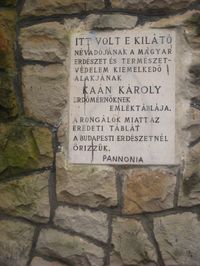 ITT VOLT E KILÁTÓ
NÉVADÓJÁNAK A MAGYAR
ERDÉSZET ÉS TERMÉSZET-
VÉDELEM KIEMELKEDŐ
ALAKJÁNAK
KAÁN KÁROLY
ERDŐMÉRNÖKNEK
EMLÉKTÁBLÁJA.
A RONGÁLÓK MIATT AZ
EREDETI TÁBLÁT
A BUDAPESTI ERDÉSZETNÉL
ŐRIZZÜK.
PANNONIA